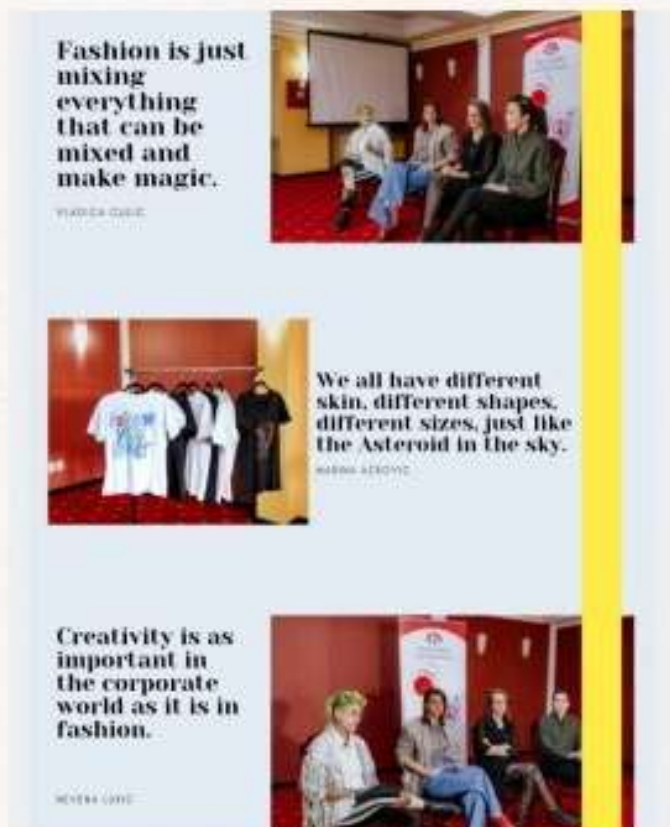 Fashion is just
mixing
everything
that can be
mixed and
make magic.
We all have different
skin, different shapes,
different sizes, just like
the Asteroid in the sky.
Creativity is as
important in
the corporate
world as it is in
fashion.
NEVENA